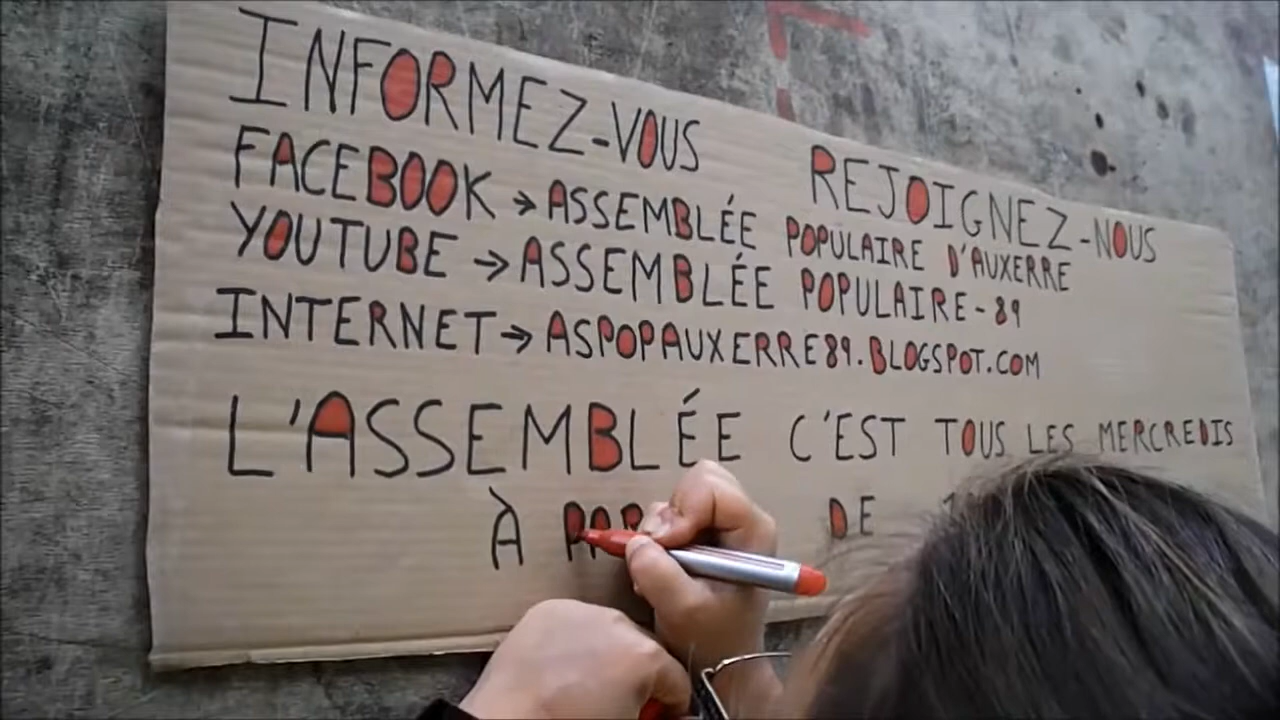 INFORMEZ-VOUS REJOIGNEZ-NOUS
FACEBOOK → ASSEMBLÉE POPULAIRE D'AUXERRE
YOUTUBE → ASSEMBLÉE POPULAIRE-89
INTERNET → ASPOPAUXERRE89.BLOGSPOT.COM
L'ASSEMBLÉE C'EST TOUS LES MERCREDIS
À DE